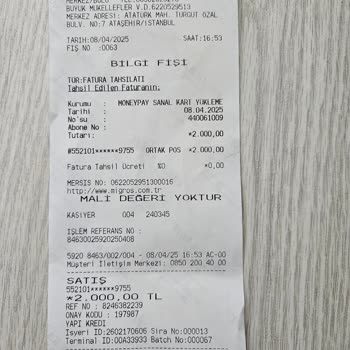 BÜYÜK MÜKELLEFLER V.D.6220529513
MERKEZ ADRESİ: ATATÜRK MAH. TURGUT ÖZAL
BULV. NO:7 ATAŞEHİR/İSTANBUL
TARİH:08/04/2025 SAAT:16:53
FİŞ NO :0063
BİLGİ FİŞİ
TÜR:FATURA TAHSİLATI
Tahsil Edilen Faturanın:
Kurumu : MONEYPAY SANAL KART YÜKLEME
Tarihi : 08.04.2025
No'su : 440061009
Abone No :
Tutarı: *2.000,00
#552101******9755 ORTAK POS *2.000,00
Fatura Tahsil Ücreti %0 *0,00
MERSİS NO: 0622052951300016
http://www.migros.com.tr
MALİ DEĞERİ YOKTUR
KASİYER 004 240345
İŞLEM REFERANS NO :
84630025920250408
5920 8463/002/004 - 08/04/25 16:53 AC-00
Müşteri İletişim Merkezi: 0850 200 40 00
SATIŞ
552101******9755
*2.000,00 TL
REF NO : 8246382239
ONAY KODU : 197987
YAPI KREDİ
İsyeri ID:2602170606 Sira No:000013
Terminal ID:00A33933 Batch No:000067